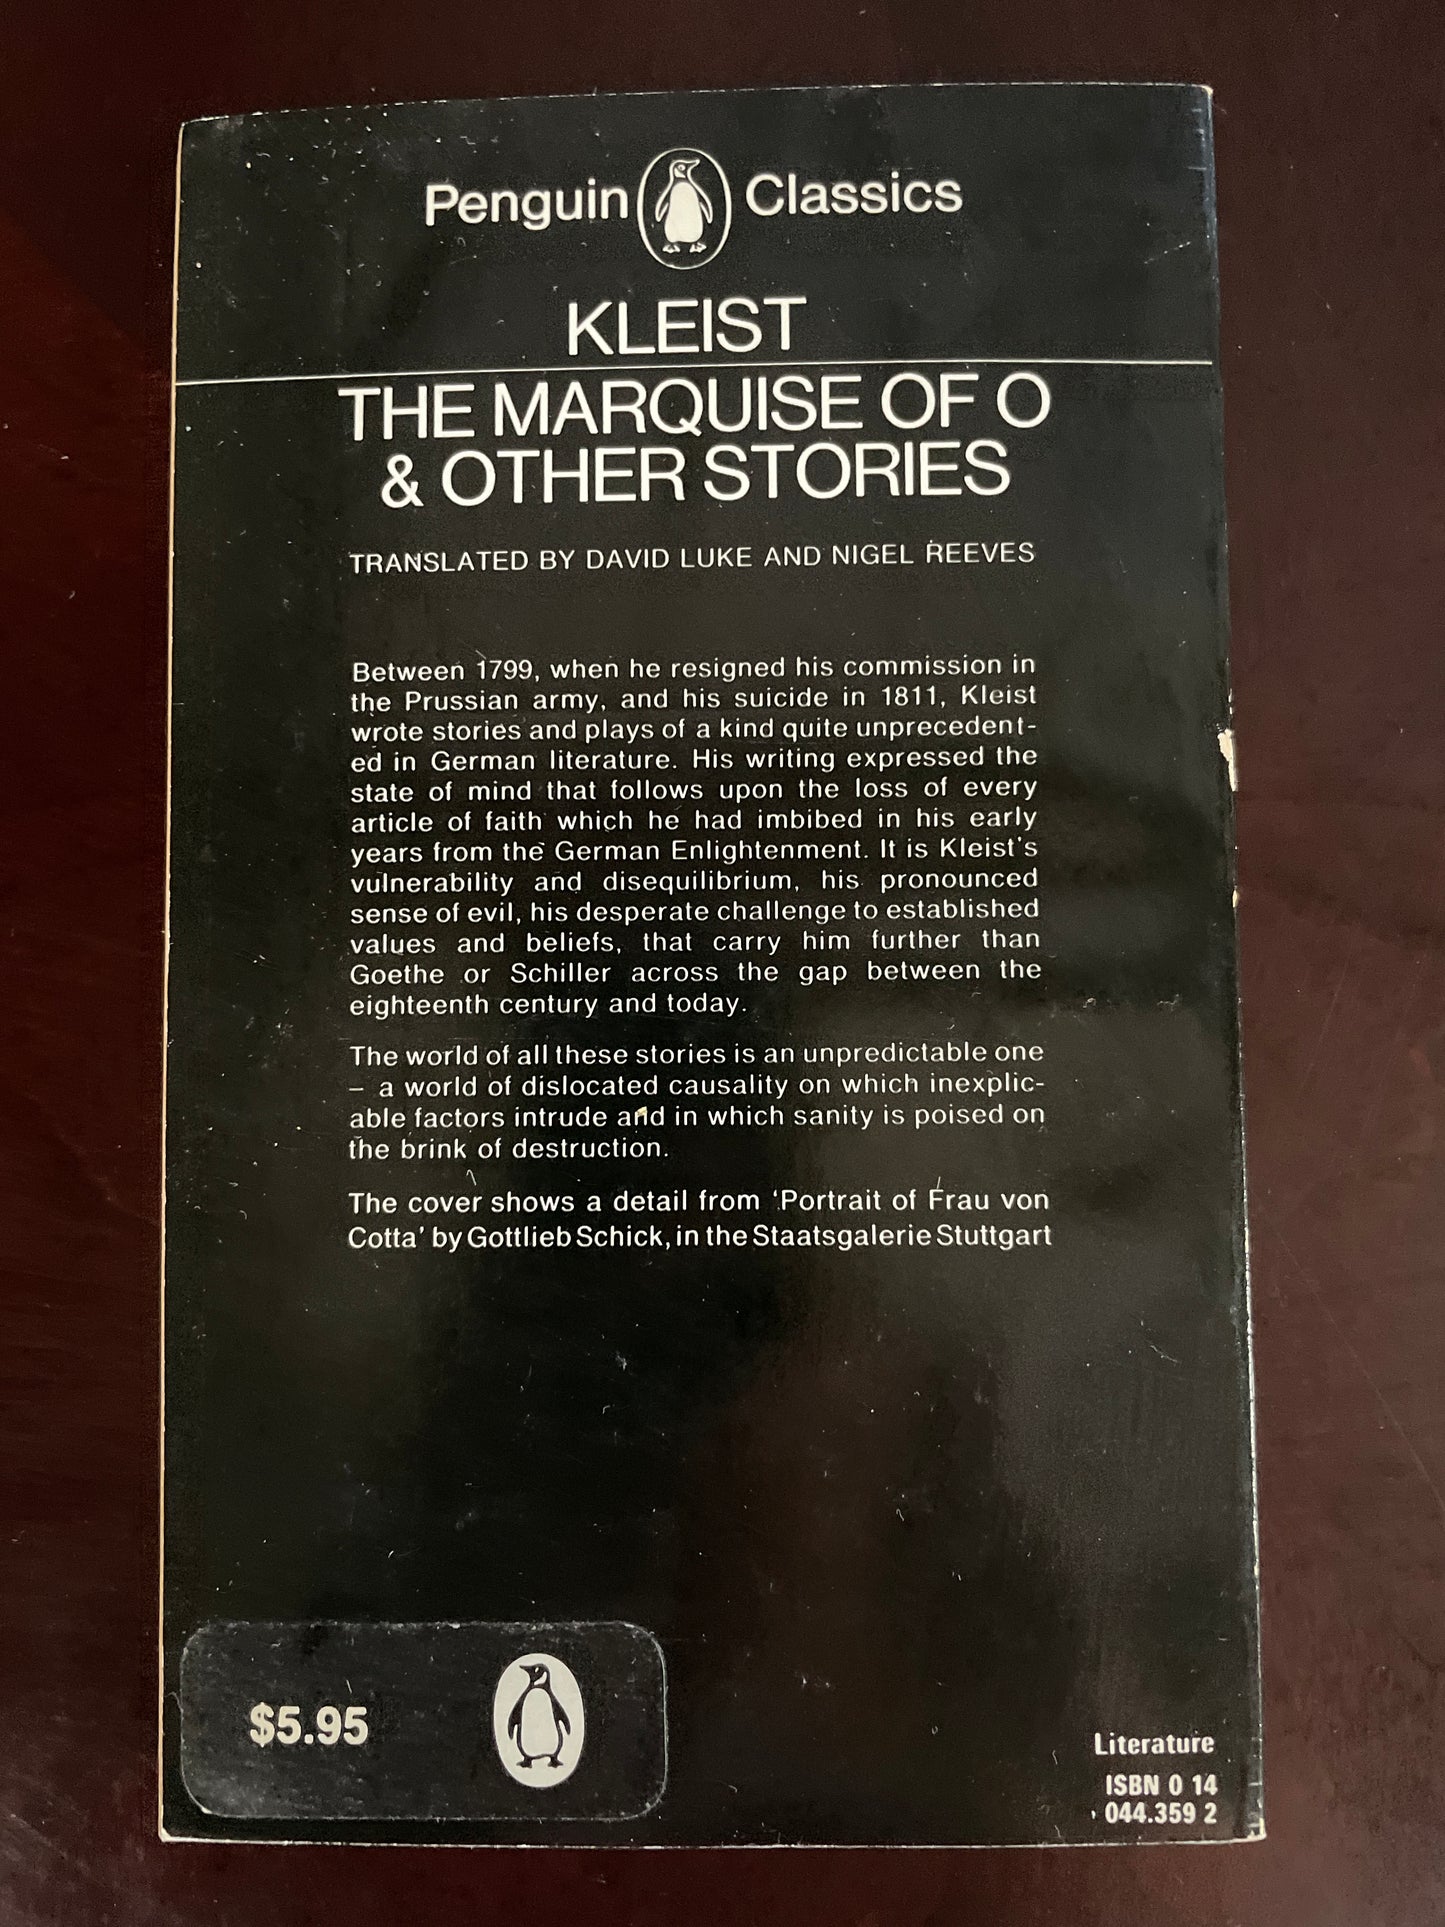 Penguin Classics
KLEIST
THE MARQUISE OF O
& OTHER STORIES
TRANSLATED BY DAVID LUKE AND NIGEL REEVES
Between 1799, when he resigned his commission in
the Prussian army, and his suicide in 1811, Kleist
wrote stories and plays of a kind quite unprecedent-
ed in German literature. His writing expressed the
state of mind that follows upon the loss of every
article of faith which he had imbibed in his early
years from the German Enlightenment. It is Kleist's
vulnerability and disequilibrium, his pronounced
sense of evil, his desperate challenge to established
values and beliefs, that carry him further than
Goethe or Schiller across the gap between the
eighteenth century and today.
The world of all these stories is an unpredictable one
– a world of dislocated causality on which inexplic-
able factors intrude and in which sanity is poised on
the brink of destruction.
The cover shows a detail from 'Portrait of Frau von
Cotta' by Gottlieb Schick, in the Staatsgalerie Stuttgart
$5.95
Literature
ISBN 0 14
044.359 2